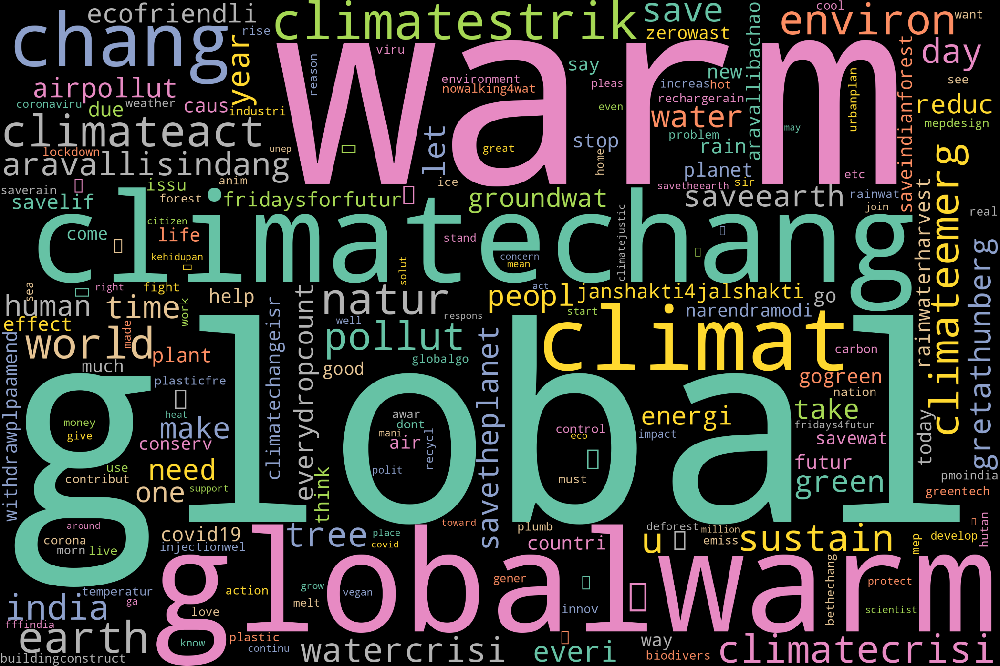 ecofriendli
chang
rise
year
climatestrik
save
zerowast
aravallibachao
environ
cool
want
warm
viru
reason
say
new
day
saveindianforest
airpollut
environment
nowalking4wat
pleas
increas
hot
urbanplan
see
coronaviru
weather
due
caus
industri
even
rechargerain
water
reduc
mepdesign
climateact
unep
let
great
stop
problem
rain
may
lockdown
aravallisindang
home
planet
etc
climateemerg
saverain
issu
anim
ice
savetheearth
sir
rainwat
savelif
forest
fridaysforfutur
groundwat
saveearth
join
rainwaterharvest
real
climatechang
citizen
come
life
stand
climatejustic
kehidupan
solut
concern
mean
gretathunberg
sea
right
fight
act
human
time
work
help
climatechangeisr
everydropcount
natur
peopl
janshakti4jalshakti
go
effect
well
respons
start
narendramodi
withdrawplpaamend
world
made
plant
pollut
savetheplanet
climat
carbon
much
good
globalgo
gogreen
plasticfre
nation
global
heat
awar
dont
energi
take
money
give
make
mani
air
recycl
control
eco
impact
fridays4futur
today
conserv
savewat
need
use
contribut
think
polit
must
futur
green
pmoindia
one
support
greentech
around
covid19
tree
place
toward
plumb
deforest
million
hutan
corona
morn
live
injectionwel
covid
countri
u
emiss
sustain
mep
develop
globalwarm
gener
bethechang
protect
india
temperatur
ga
action
grow
vegan
love
melt
innov
scientist
fffindia
earth
know
plastic
continu
watercrisi
everi
way
biodivers
climatecrisi
buildingconstruct